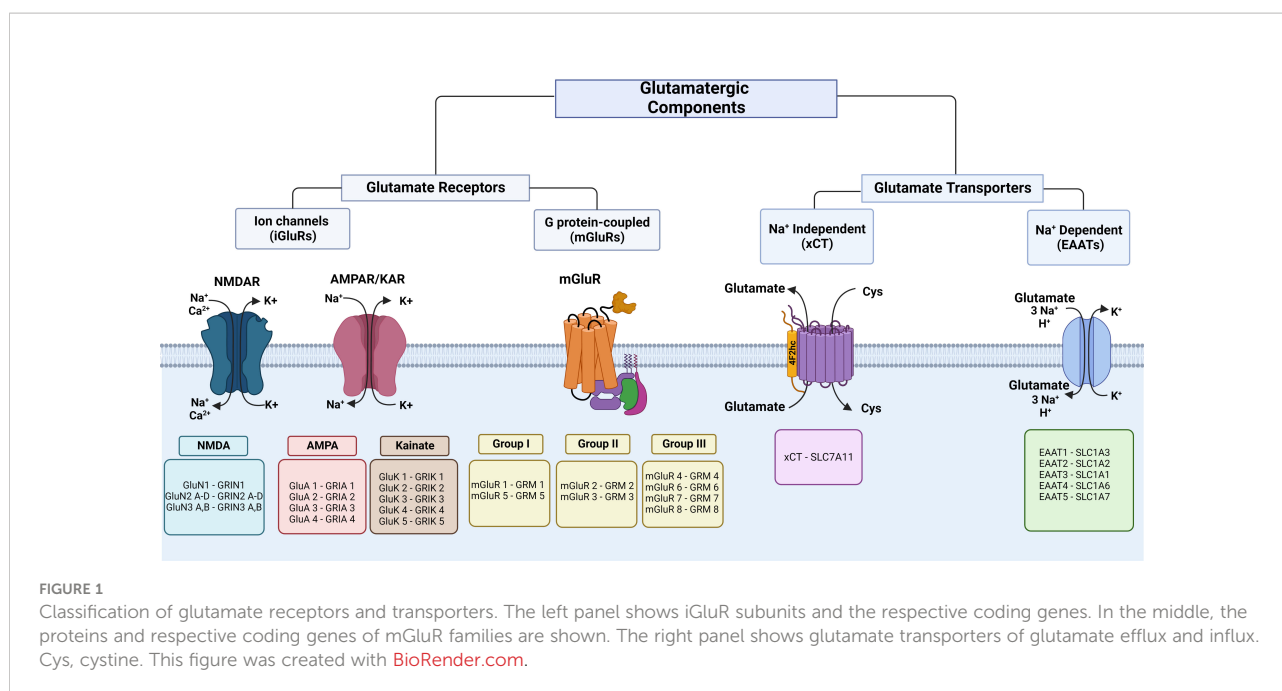 Glutamatergic
Components
Glutamate Receptors
Glutamate Transporters
Ion channels
(iGluRs)
G protein-coupled
(mGluRs)
Na⁺ Independent
(xCT)
Na⁺ Dependent
(EAATs)
NMDAR
AMPAR/KAR
mGluR
Na⁺
Ca²⁺
K+
Na⁺
K+
Glutamate
Cys
Glutamate
3 Na⁺
H⁺
K⁺
4F2hc
Na⁺
Ca²⁺
K+
Na⁺
K+
Glutamate
Cys
Glutamate
3 Na⁺
H⁺
K⁺
NMDA
GluN1 - GRIN1
GluN2 A-D - GRIN2 A-D
GluN3 A,B - GRIN3 A,B
AMPA
GluA 1 - GRIA 1
GluA 2 - GRIA 2
GluA 3 - GRIA 3
GluA 4 - GRIA 4
Kainate
GluK 1 - GRIK 1
GluK 2 - GRIK 2
GluK 3 - GRIK 3
GluK 4 - GRIK 4
GluK 5 - GRIK 5
Group I
mGluR 1 - GRM 1
mGluR 5 - GRM 5
Group II
mGluR 2 - GRM 2
mGluR 3 - GRM 3
Group III
mGluR 4 - GRM 4
mGluR 6 - GRM 6
mGluR 7 - GRM 7
mGluR 8 - GRM 8
xCT - SLC7A11
EAAT1 - SLC1A3
EAAT2 - SLC1A2
EAAT3 - SLC1A1
EAAT4 - SLC1A6
EAAT5 - SLC1A7
FIGURE 1
Classification of glutamate receptors and transporters. The left panel shows iGluR subunits and the respective coding genes. In the middle, the
proteins and respective coding genes of mGluR families are shown. The right panel shows glutamate transporters of glutamate efflux and influx.
Cys, cystine. This figure was created with BioRender.com.